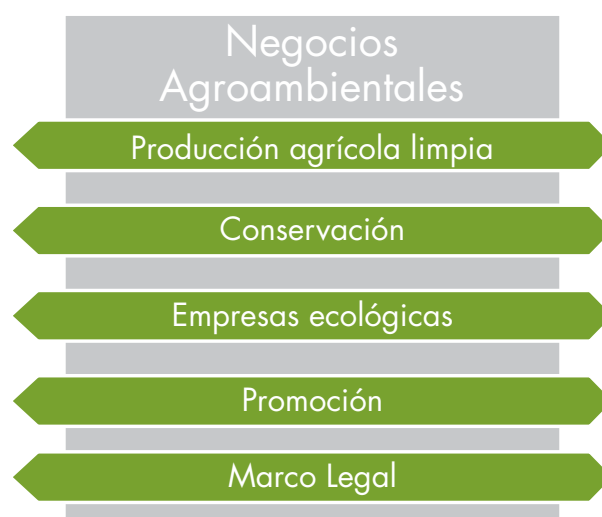 Negocios
Agroambientales
Producción agrícola limpia
Conservación
Empresas ecológicas
Promoción
Marco Legal